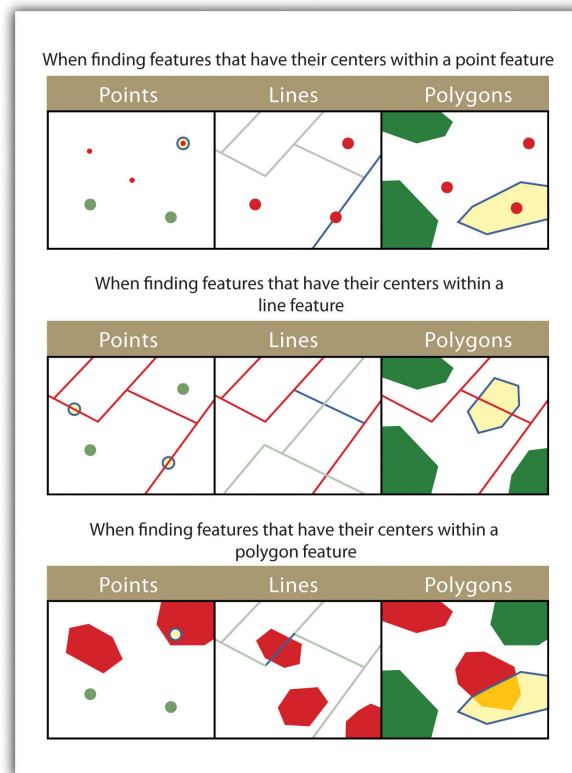 When finding features that have their centers within a point feature
Points Lines Polygons
When finding features that have their centers within a
line feature
Points Lines Polygons
When finding features that have their centers within a
polygon feature
Points Lines Polygons